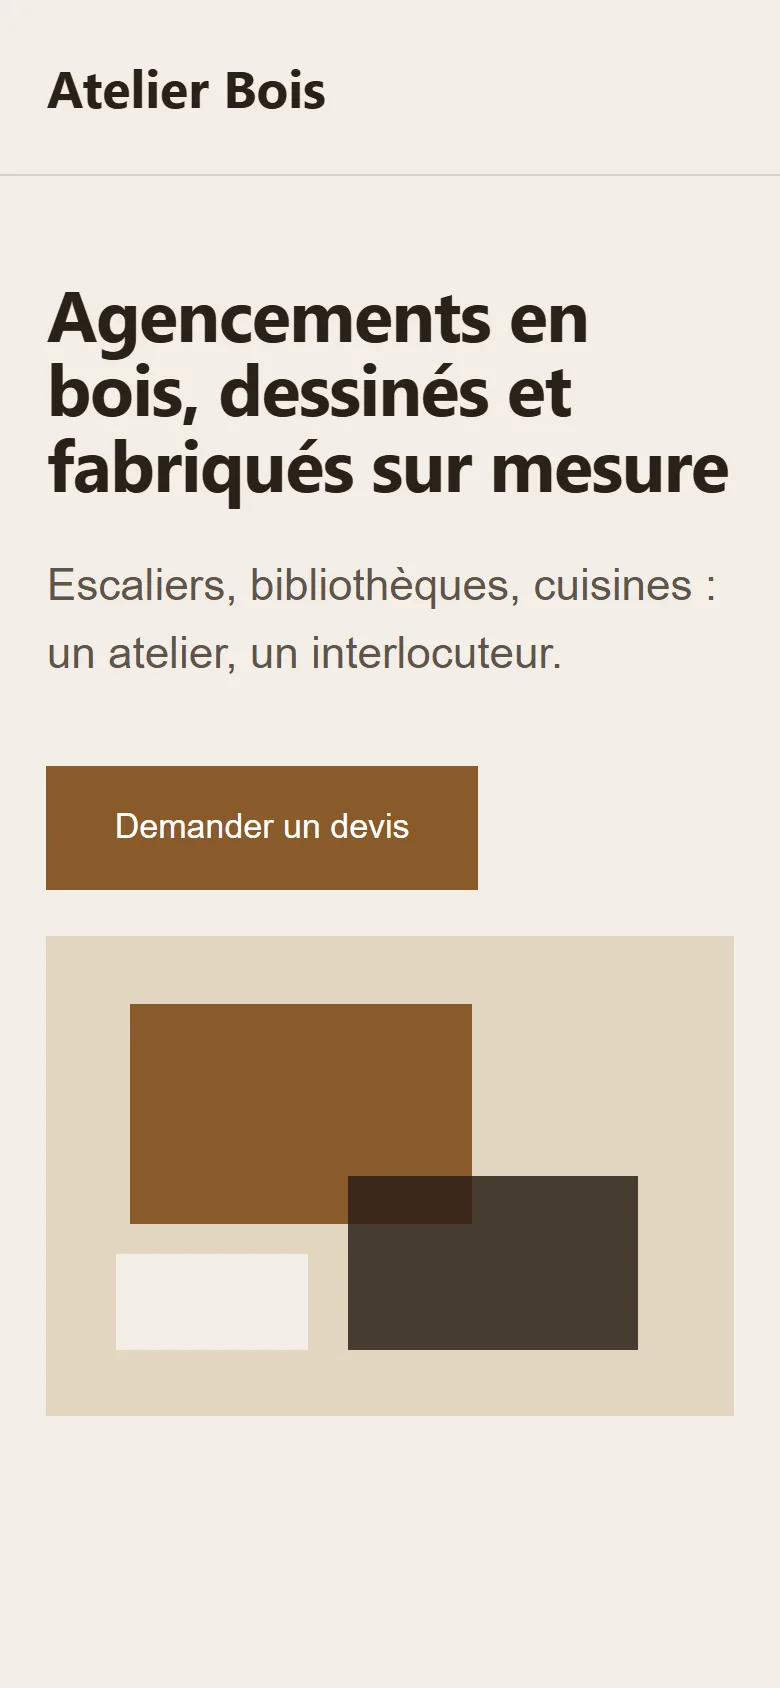 Atelier Bois
Agencements en
bois, dessinés et
fabriqués sur mesure
Escaliers, bibliothèques, cuisines :
un atelier, un interlocuteur.
Demander un devis